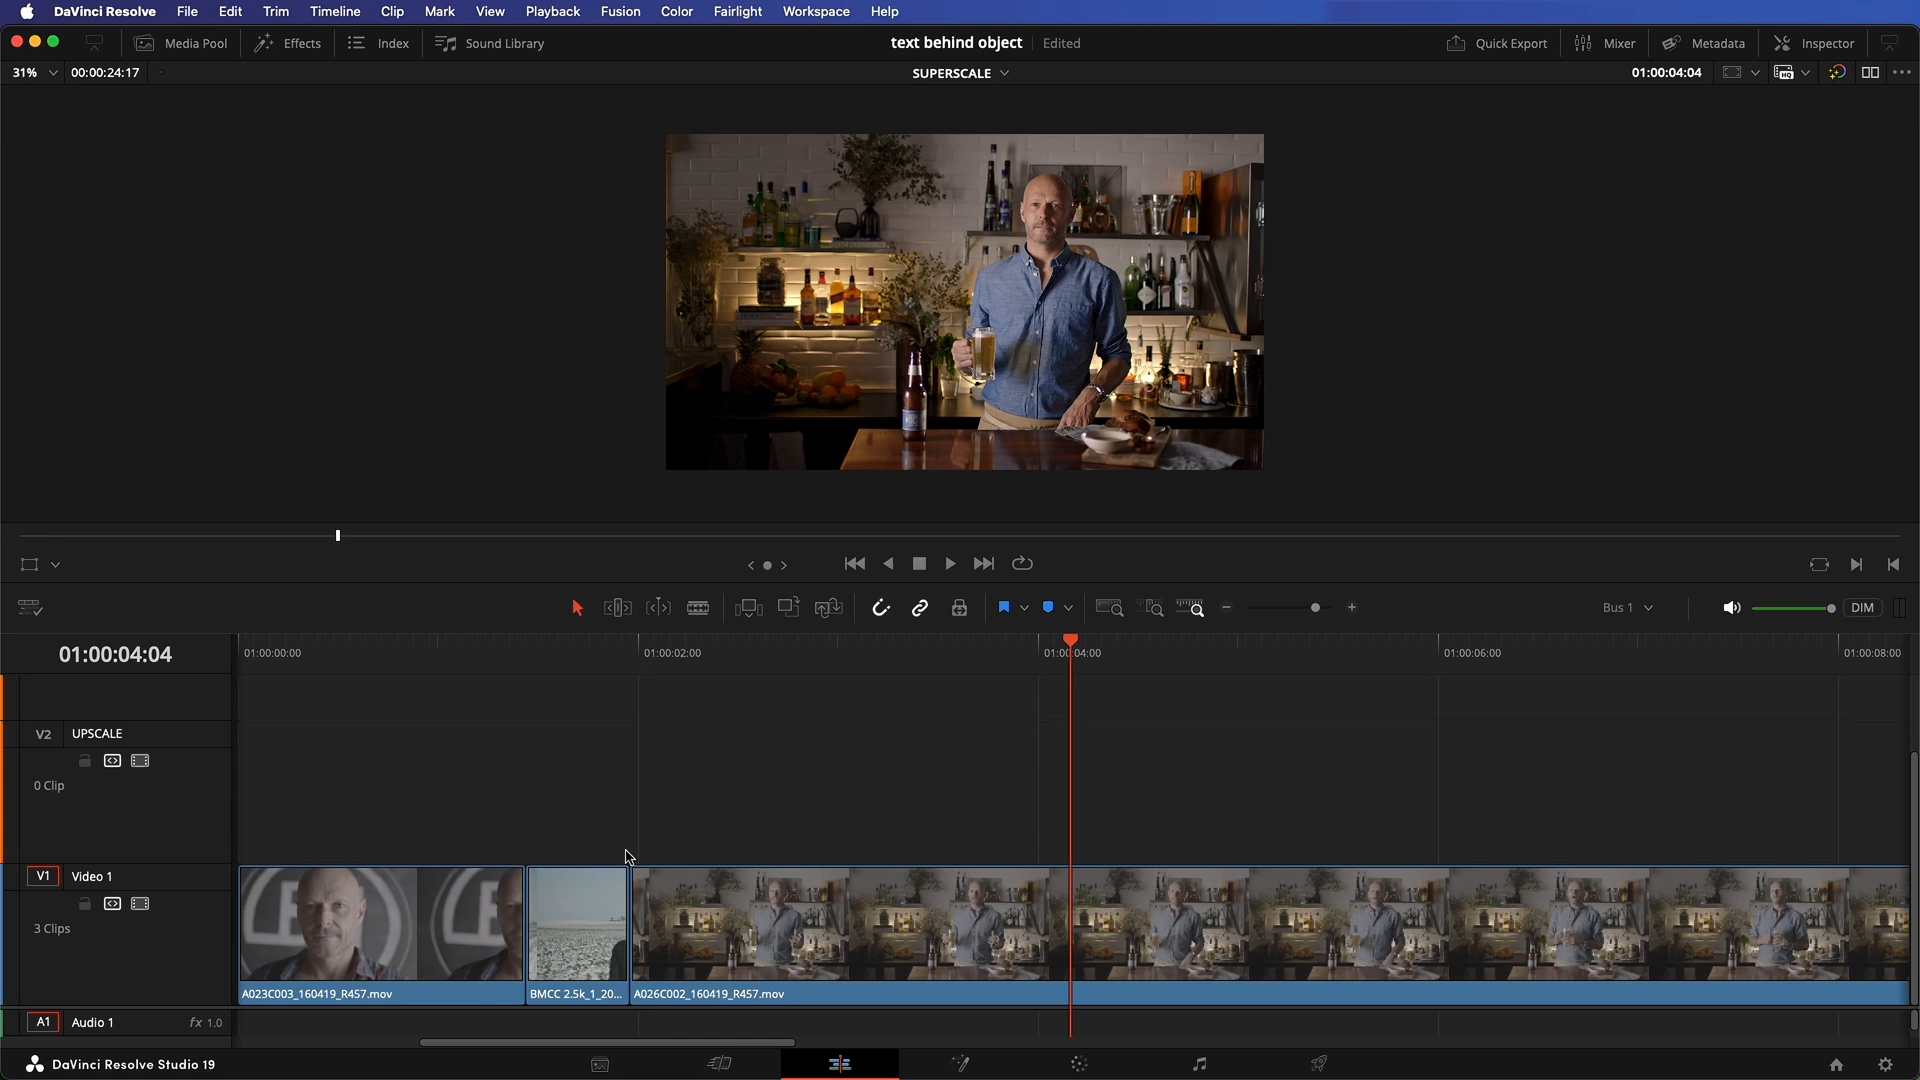 DaVinci Resolve File Edit Trim Timeline Clip Mark View Playback Fusion Color Fairlight Workspace Help
Media Pool Effects Index Sound Library text behind object Edited Quick Export Mixer Metadata Inspector
31% 00:00:24:17 SUPERSCALE 01:00:04:04 HQ
Bus 1 DIM
01:00:04:04 01:00:00:00 01:00:02:00 01:00:04:00 01:00:06:00 01:00:08:00
V2 UPSCALE
0 Clip
V1 Video 1
3 Clips
A023C003_160419_R457.mov BMCC 2.5k_1_20... A026C002_160419_R457.mov
A1 Audio 1 fx 1.0
DaVinci Resolve Studio 19